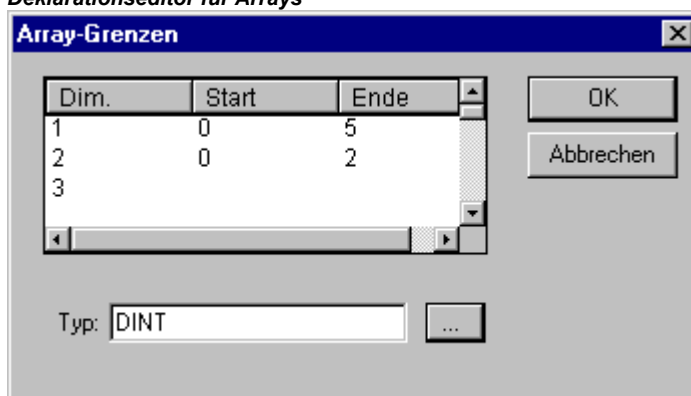 Deklarationseditor für Arrays
Array-Grenzen
Dim. Start Ende
1 0 5
2 0 2
3
OK
Abbrechen
Typ: DINT ...